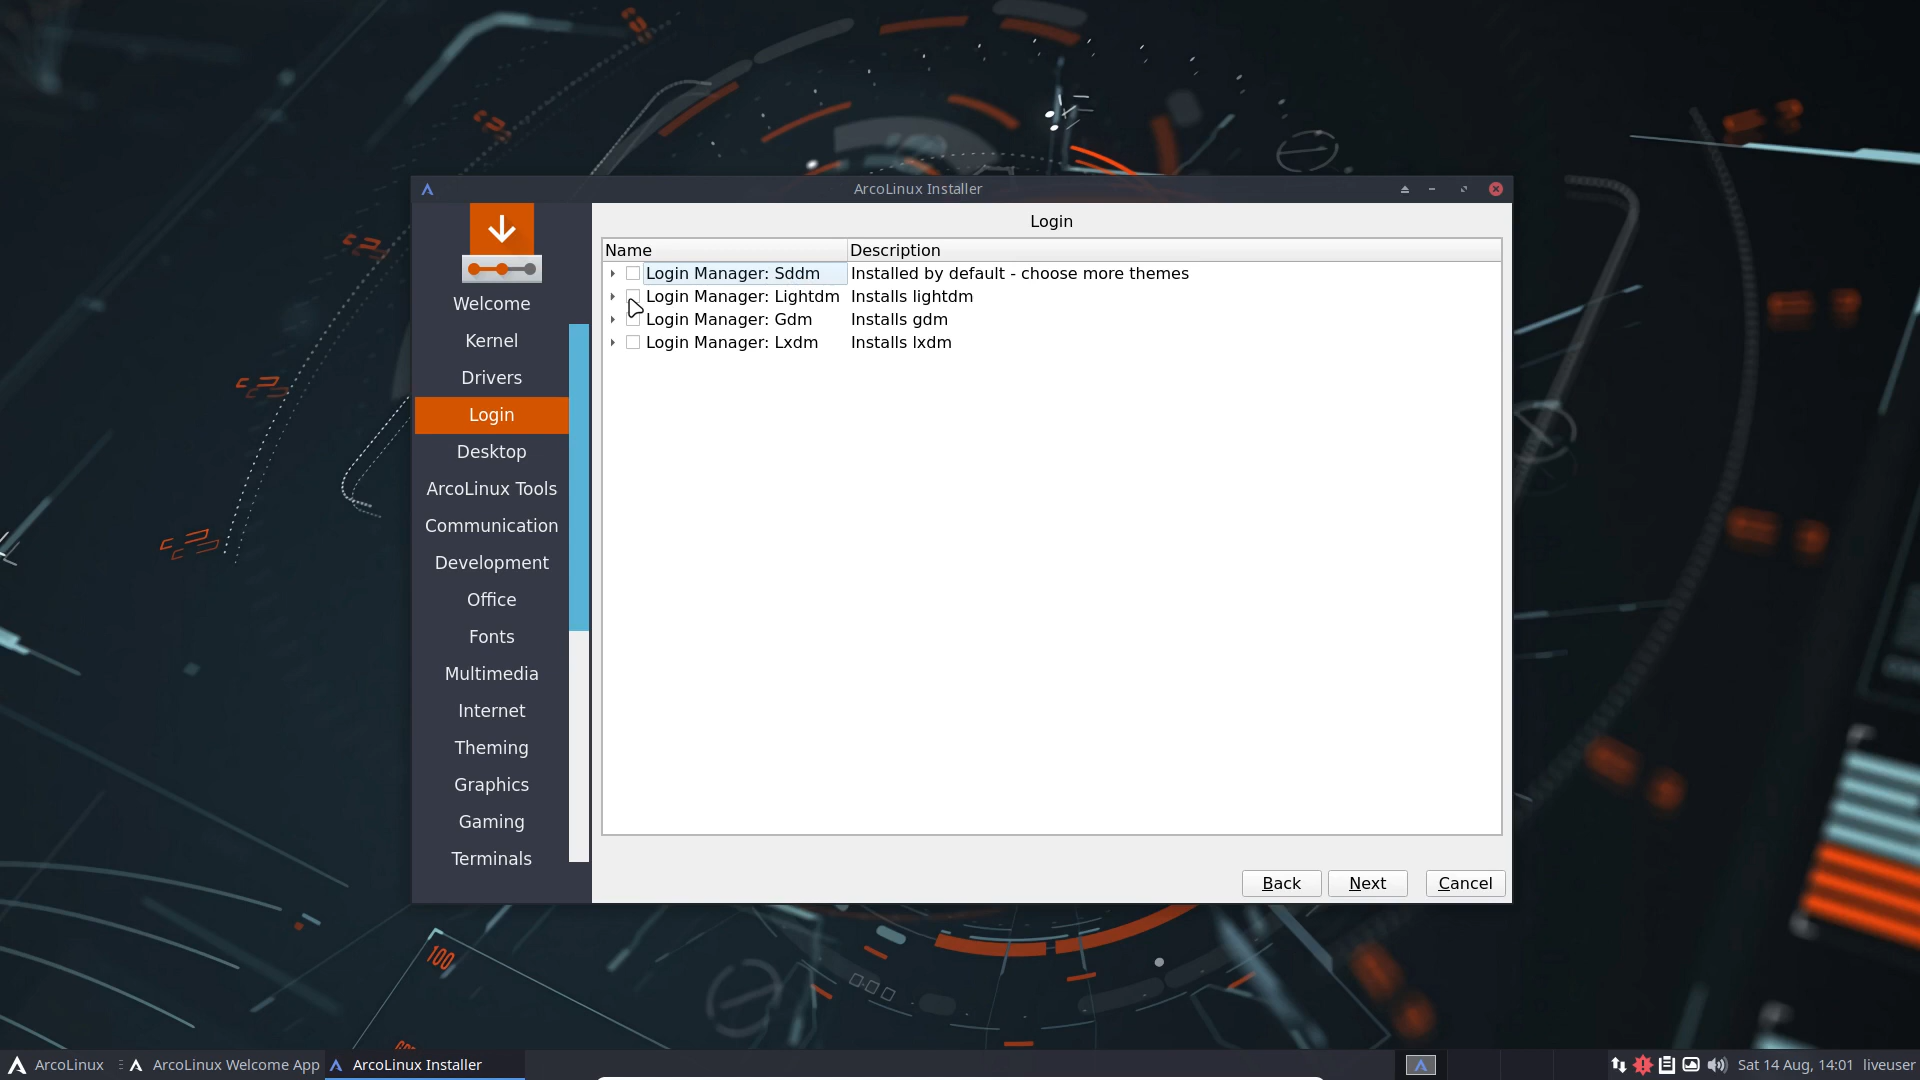 ArcoLinux Installer
Login
Name Description
Login Manager: Sddm Installed by default - choose more themes
Login Manager: Lightdm Installs lightdm
Login Manager: Gdm Installs gdm
Login Manager: Lxdm Installs lxdm
Welcome
Kernel
Drivers
Login
Desktop
ArcoLinux Tools
Communication
Development
Office
Fonts
Multimedia
Internet
Theming
Graphics
Gaming
Terminals
Back Next Cancel
100
ArcoLinux ArcoLinux Welcome App ArcoLinux Installer Sat 14 Aug, 14:01 liveuser